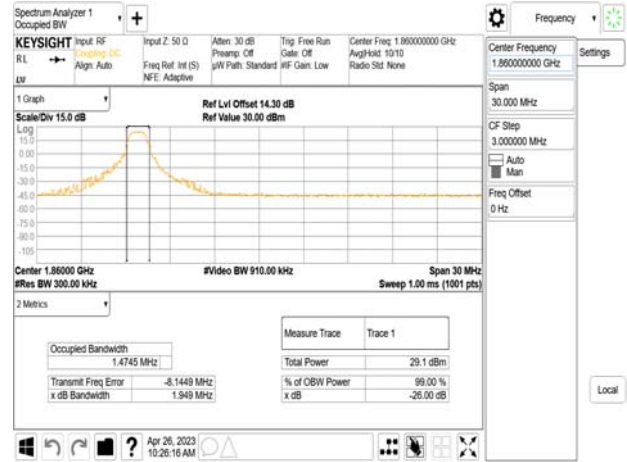 Spectrum Analyzer 1
Occupied BW
Frequency
KEYSIGHT
Input: RF
Input Z: 50 Ω
Atten: 30 dB
Trig: Free Run
Center Freq: 1.860000000 GHz
RL
Coupling: DC
Preamp: Off
Gate: Off
Avg|Hold: 10/10
Align: Auto
Freq Ref: Int (S)
µW Path: Standard
#IF Gain: Low
Radio Std: None
NFE: Adaptive
LV
Center Frequency
1.860000000 GHz
Settings
Span
30.000 MHz
CF Step
3.000000 MHz
Auto
Man
Freq Offset
0 Hz
Local
1 Graph
Ref Lvl Offset 14.30 dB
Scale/Div 15.0 dB
Ref Value 30.00 dBm
Log
15.0
0.00
-15.0
-30.0
-45.0
-60.0
-75.0
-90.0
-105
Center 1.86000 GHz
#Video BW 910.00 kHz
Span 30 MHz
#Res BW 300.00 kHz
Sweep 1.00 ms (1001 pts)
2 Metrics
Measure Trace
Trace 1
Occupied Bandwidth
1.4745 MHz
Total Power
29.1 dBm
Transmit Freq Error
-8.1449 MHz
% of OBW Power
99.00 %
x dB Bandwidth
1.949 MHz
x dB
-26.00 dB
Apr 26, 2023
10:26:16 AM